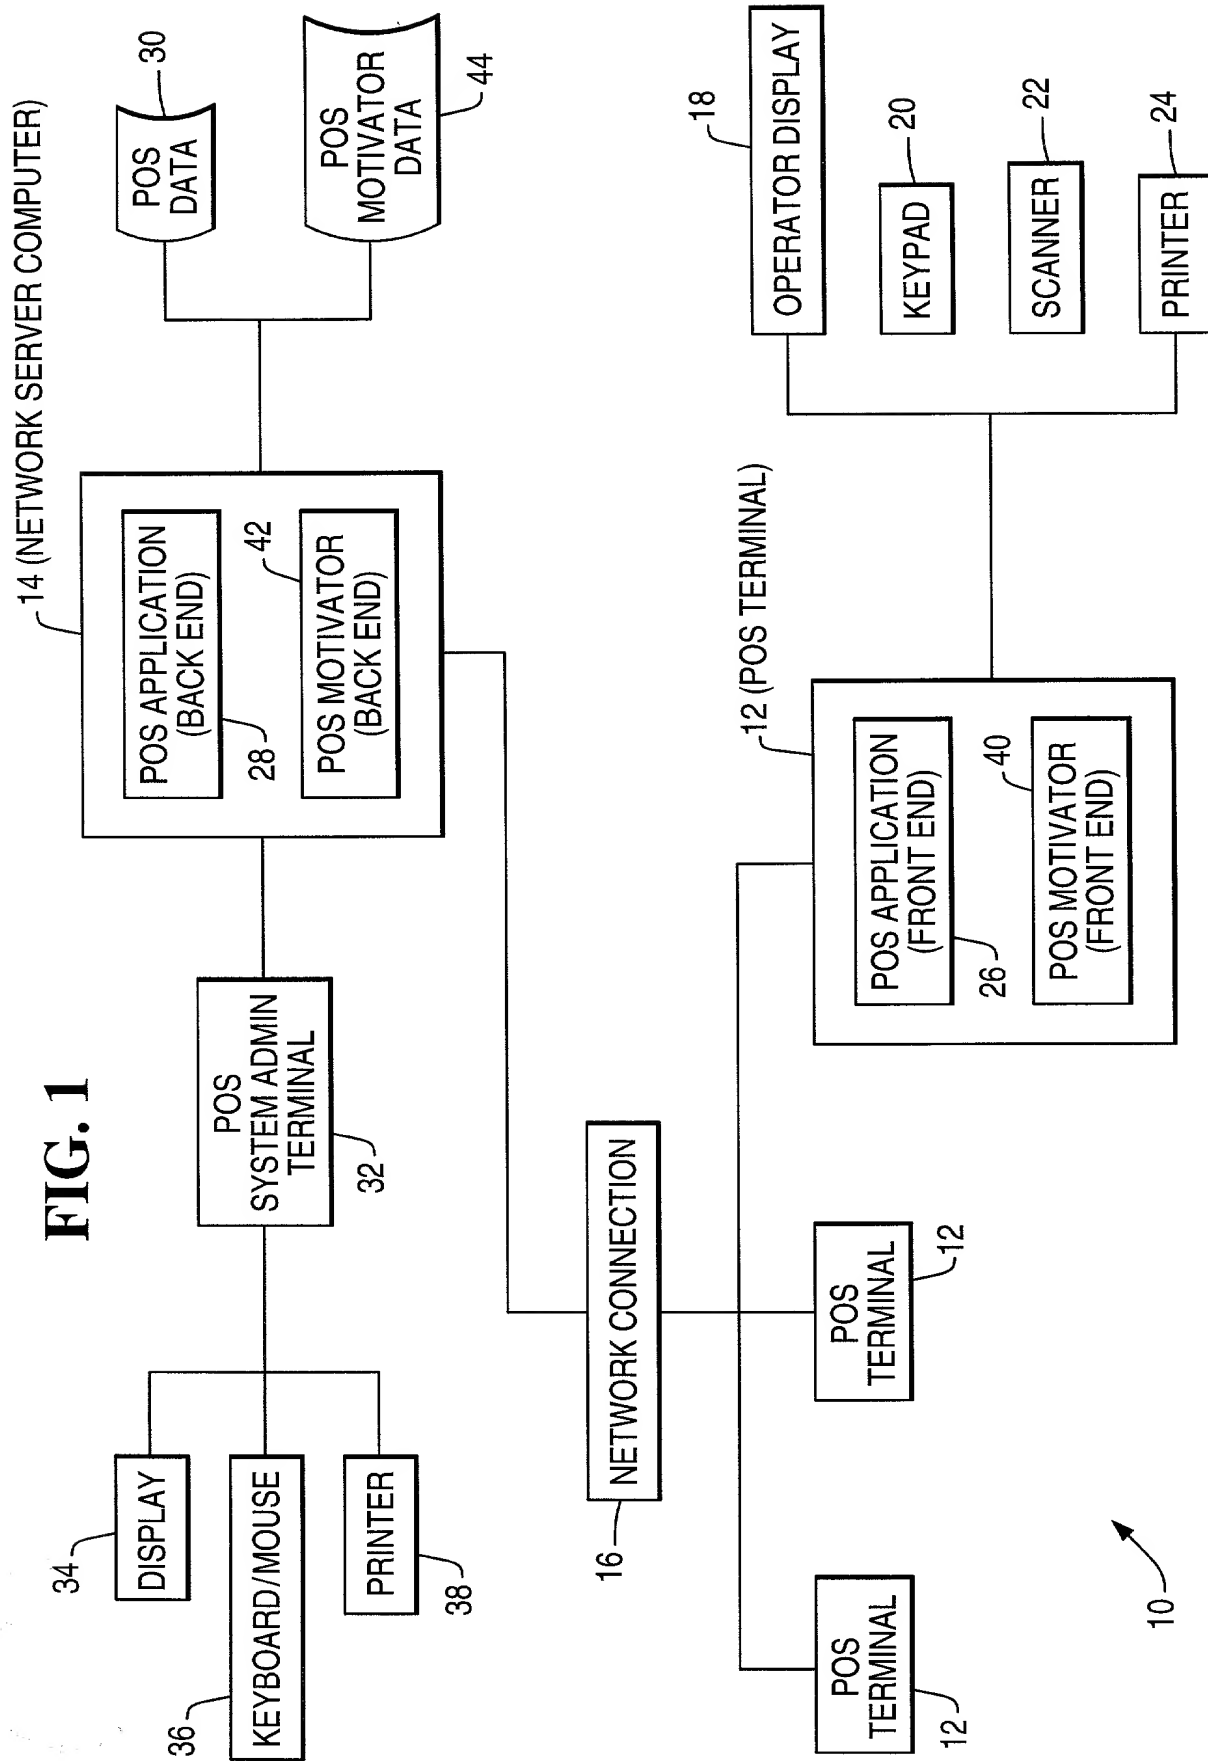 FIG. 1
34
DISPLAY
36
KEYBOARD/MOUSE
PRINTER
38
POS
SYSTEM ADMIN
TERMINAL
32
14 (NETWORK SERVER COMPUTER)
POS APPLICATION
(BACK END)
28
42
POS MOTIVATOR
(BACK END)
POS
DATA
30
POS
MOTIVATOR
DATA
44
16
NETWORK CONNECTION
POS
TERMINAL
12
POS
TERMINAL
12
12 (POS TERMINAL)
POS APPLICATION
(FRONT END)
26
40
POS MOTIVATOR
(FRONT END)
18
OPERATOR DISPLAY
20
KEYPAD
22
SCANNER
24
PRINTER
10